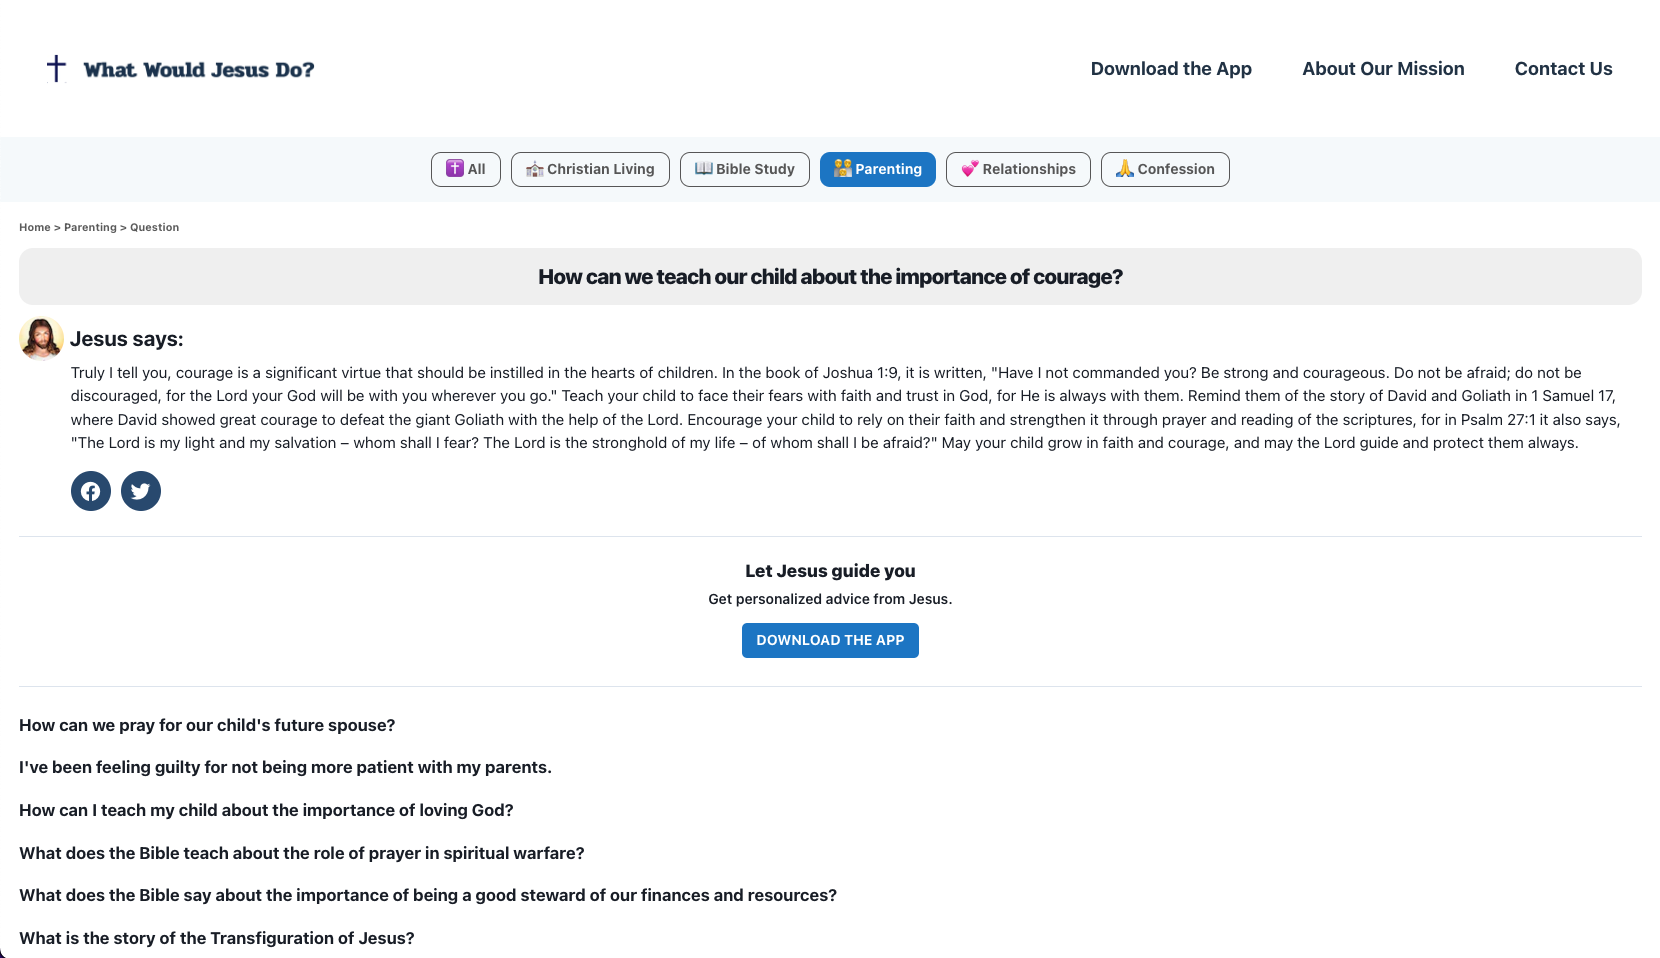 What Would Jesus Do?
Download the App
About Our Mission
Contact Us
All
Christian Living
Bible Study
Parenting
Relationships
Confession
Home > Parenting > Question
How can we teach our child about the importance of courage?
Jesus says:
Truly I tell you, courage is a significant virtue that should be instilled in the hearts of children. In the book of Joshua 1:9, it is written, "Have I not commanded you? Be strong and courageous. Do not be afraid; do not be
discouraged, for the Lord your God will be with you wherever you go." Teach your child to face their fears with faith and trust in God, for He is always with them. Remind them of the story of David and Goliath in 1 Samuel 17,
where David showed great courage to defeat the giant Goliath with the help of the Lord. Encourage your child to rely on their faith and strengthen it through prayer and reading of the scriptures, for in Psalm 27:1 it also says,
"The Lord is my light and my salvation – whom shall I fear? The Lord is the stronghold of my life – of whom shall I be afraid?" May your child grow in faith and courage, and may the Lord guide and protect them always.
Let Jesus guide you
Get personalized advice from Jesus.
DOWNLOAD THE APP
How can we pray for our child's future spouse?
I've been feeling guilty for not being more patient with my parents.
How can I teach my child about the importance of loving God?
What does the Bible teach about the role of prayer in spiritual warfare?
What does the Bible say about the importance of being a good steward of our finances and resources?
What is the story of the Transfiguration of Jesus?